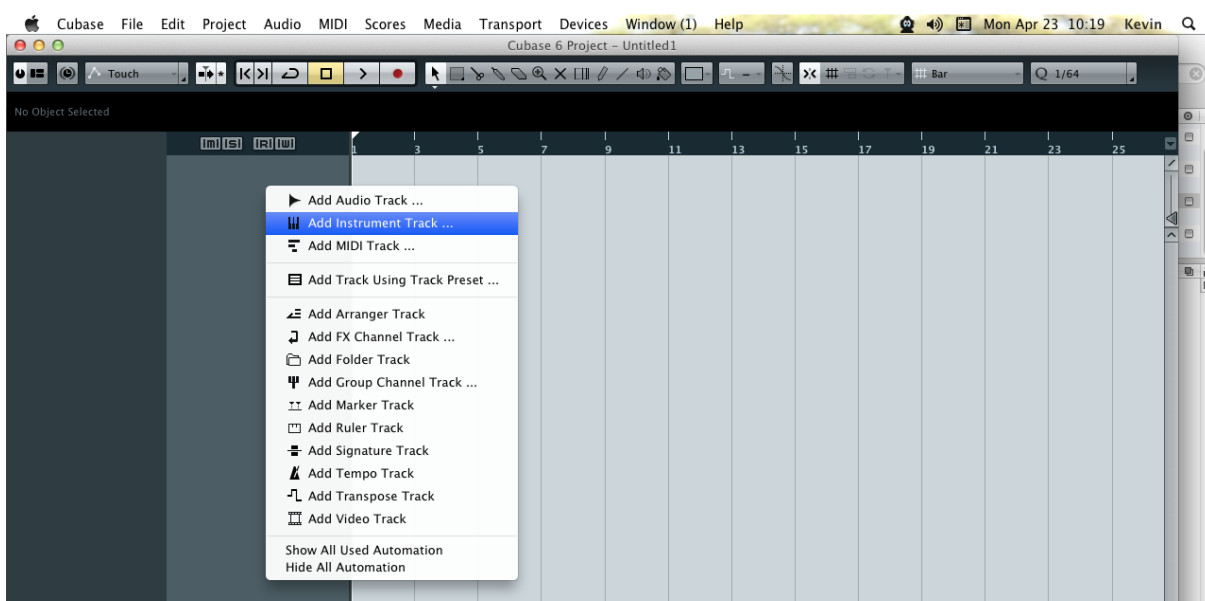 Cubase File Edit Project Audio MIDI Scores Media Transport Devices Window (1) Help Mon Apr 23 10:19 Kevin
Cubase 6 Project - Untitled1
Touch Bar Q 1/64
No Object Selected
M S R W 1 3 5 7 9 11 13 15 17 19 21 23 25
Add Audio Track ...
Add Instrument Track ...
Add MIDI Track ...
Add Track Using Track Preset ...
Add Arranger Track
Add FX Channel Track ...
Add Folder Track
Add Group Channel Track ...
Add Marker Track
Add Ruler Track
Add Signature Track
Add Tempo Track
Add Transpose Track
Add Video Track
Show All Used Automation
Hide All Automation